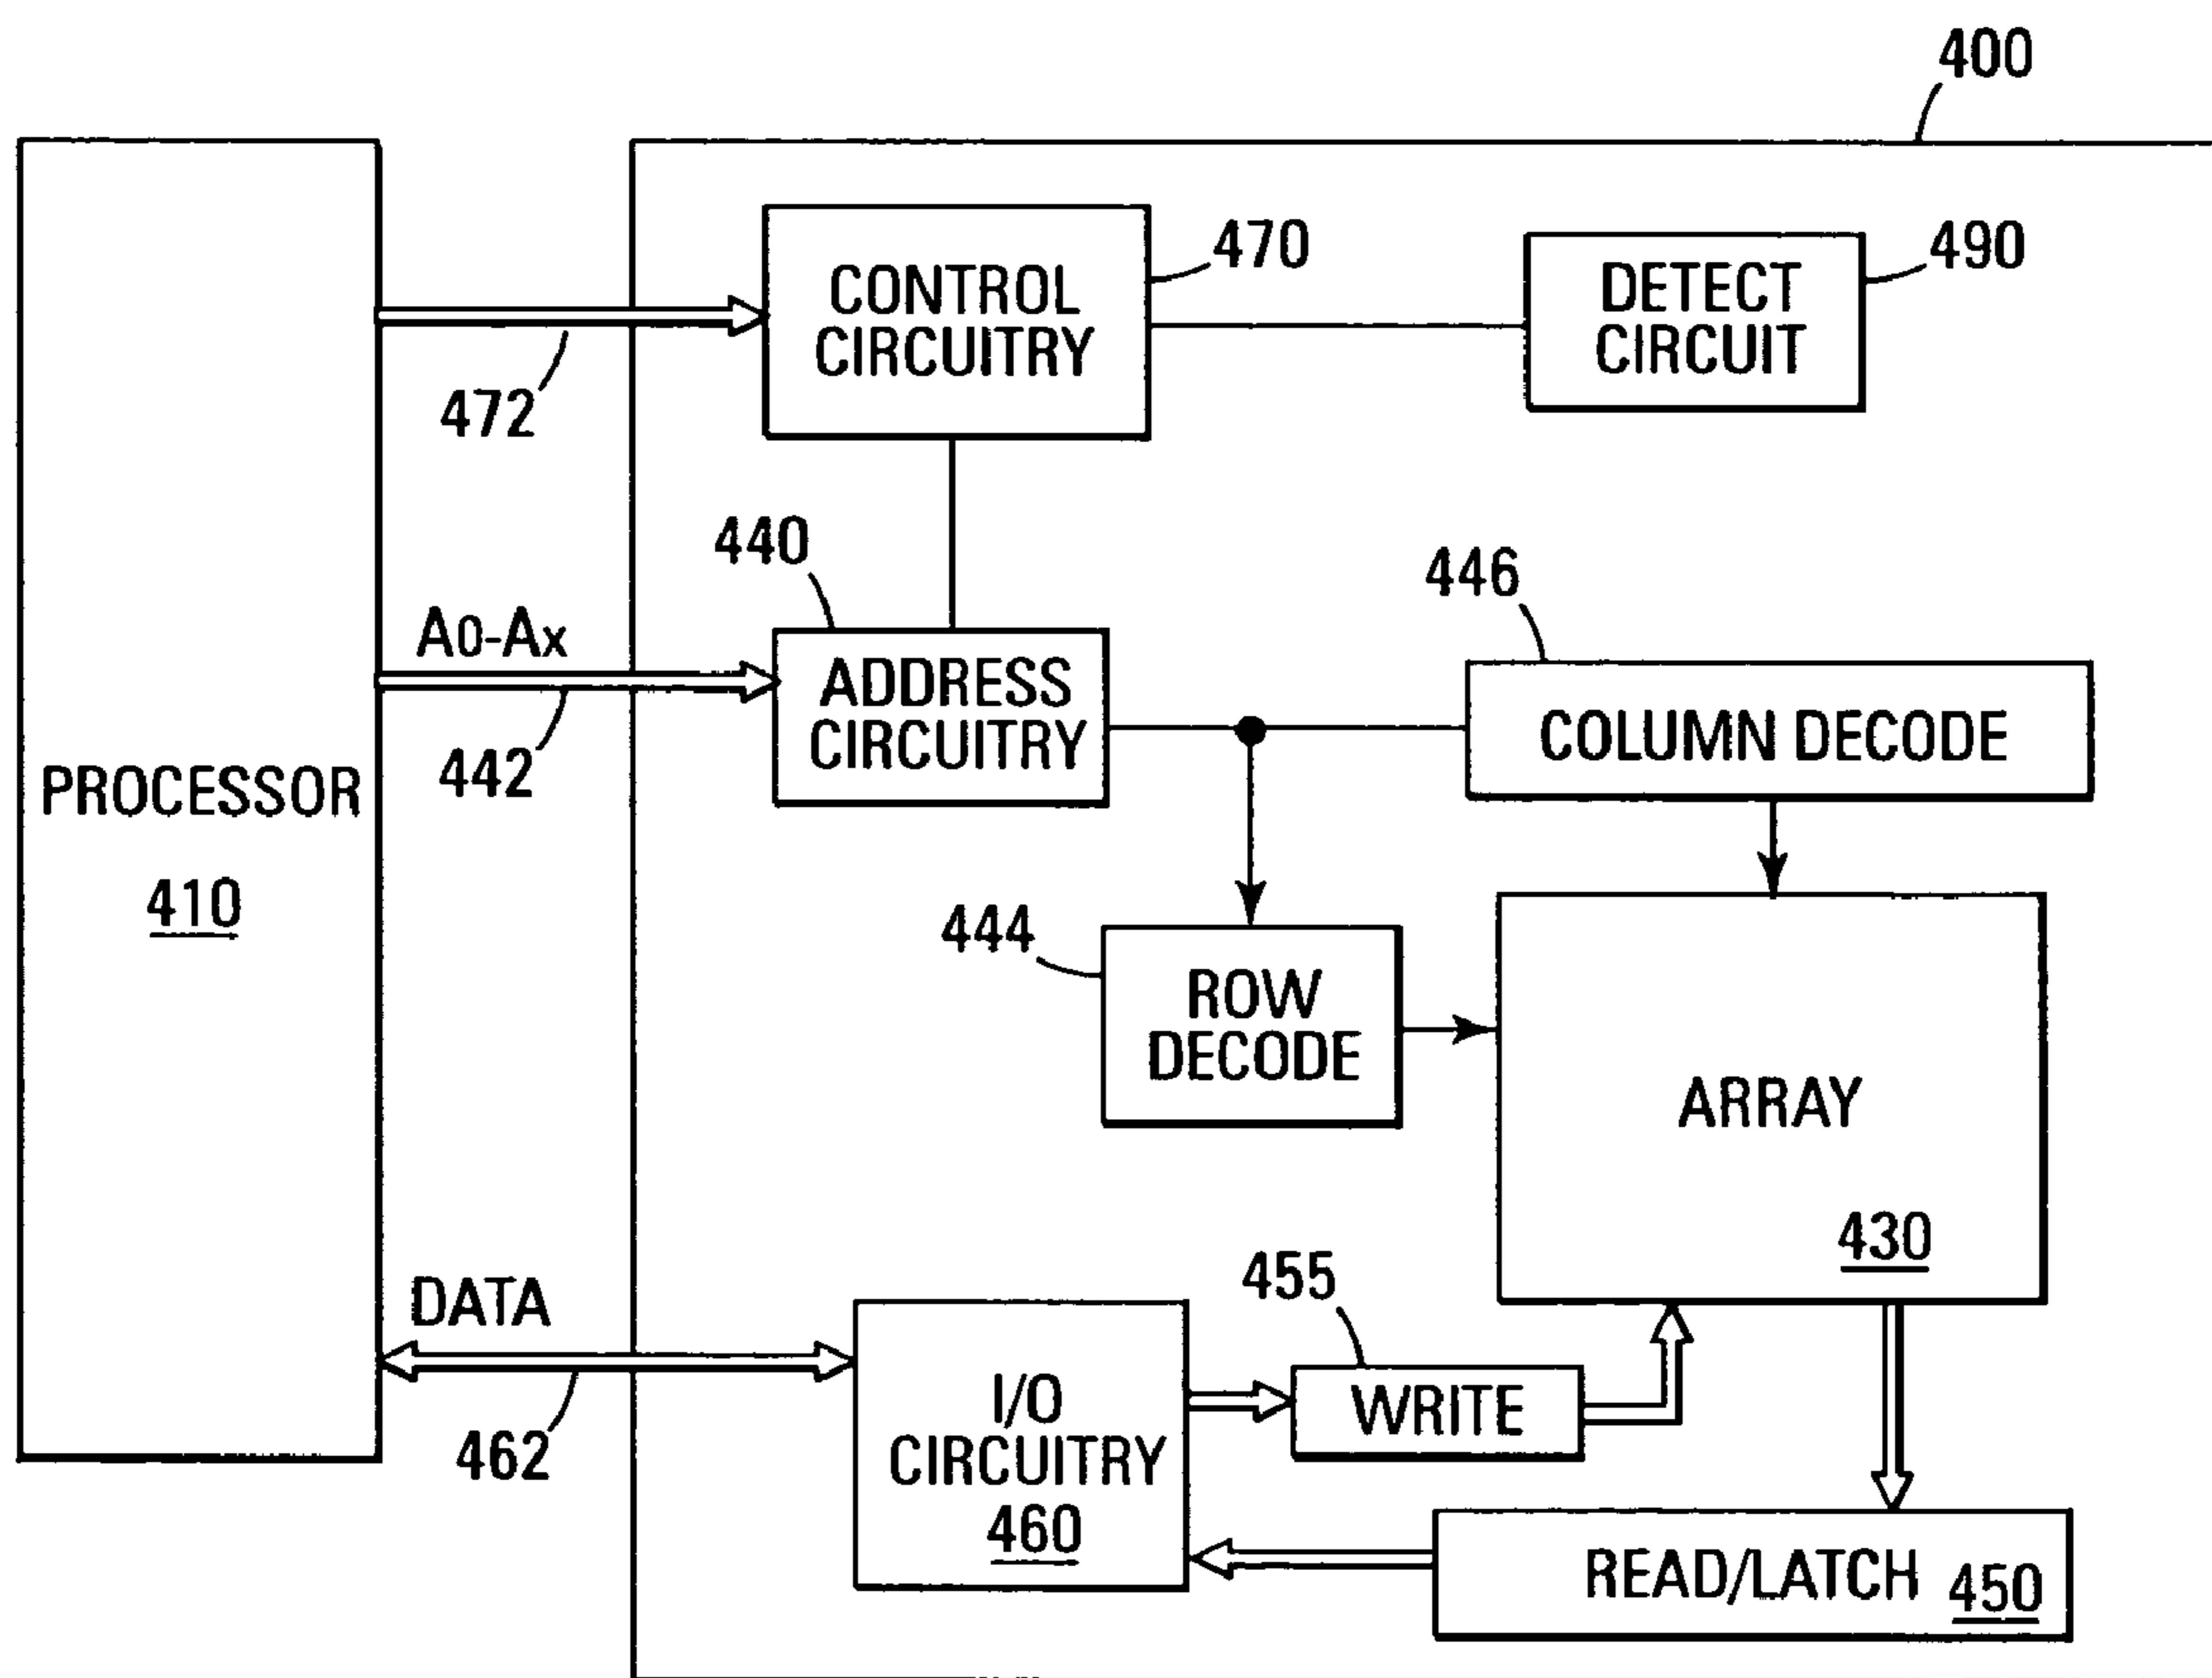 400
CONTROL
CIRCUITRY
470
DETECT
CIRCUIT
490
472
440
446
A0-Ax
ADDRESS
CIRCUITRY
COLUMN DECODE
442
PROCESSOR
410
444
ROW
DECODE
ARRAY
430
455
DATA
I/O
CIRCUITRY
460
WRITE
462
READ/LATCH 450